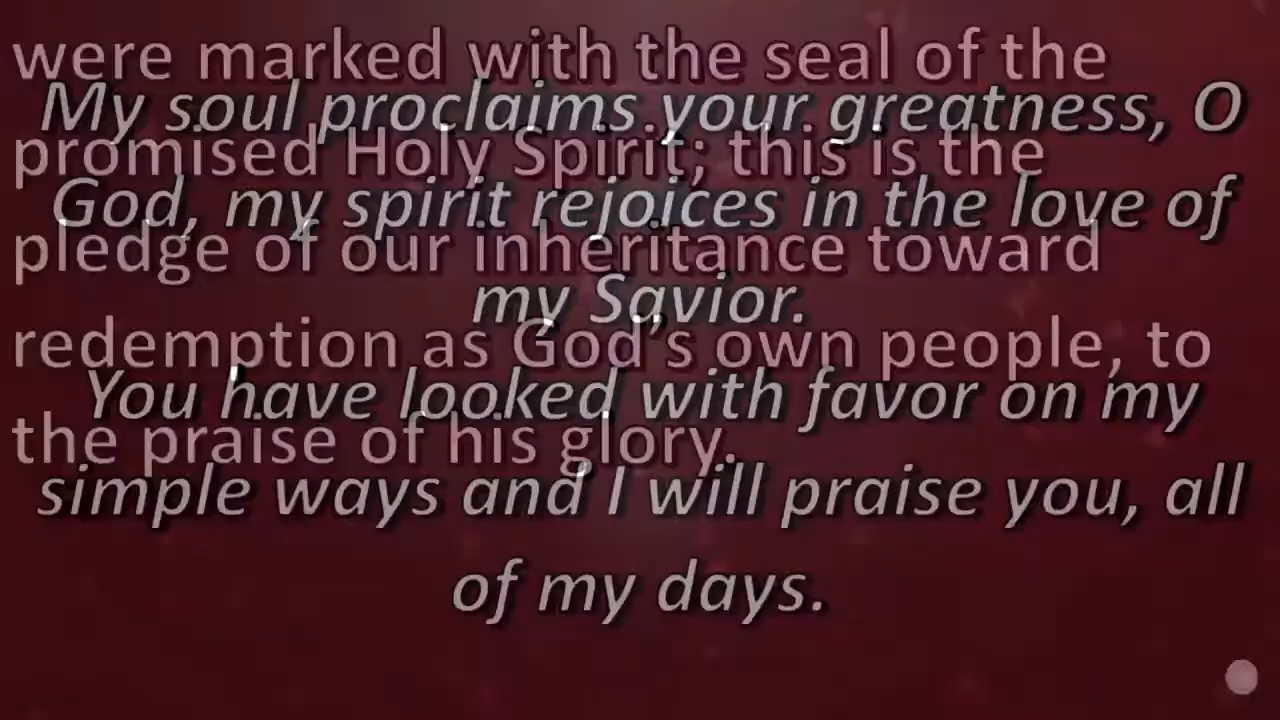 were marked with the seal of the
promised Holy Spirit; this is the
pledge of our inheritance toward
redemption as God's own people, to
the praise of his glory.
My soul proclaims your greatness, O
God, my spirit rejoices in the love of
my Savior.
You have looked with favor on my
simple ways and I will praise you, all
of my days.